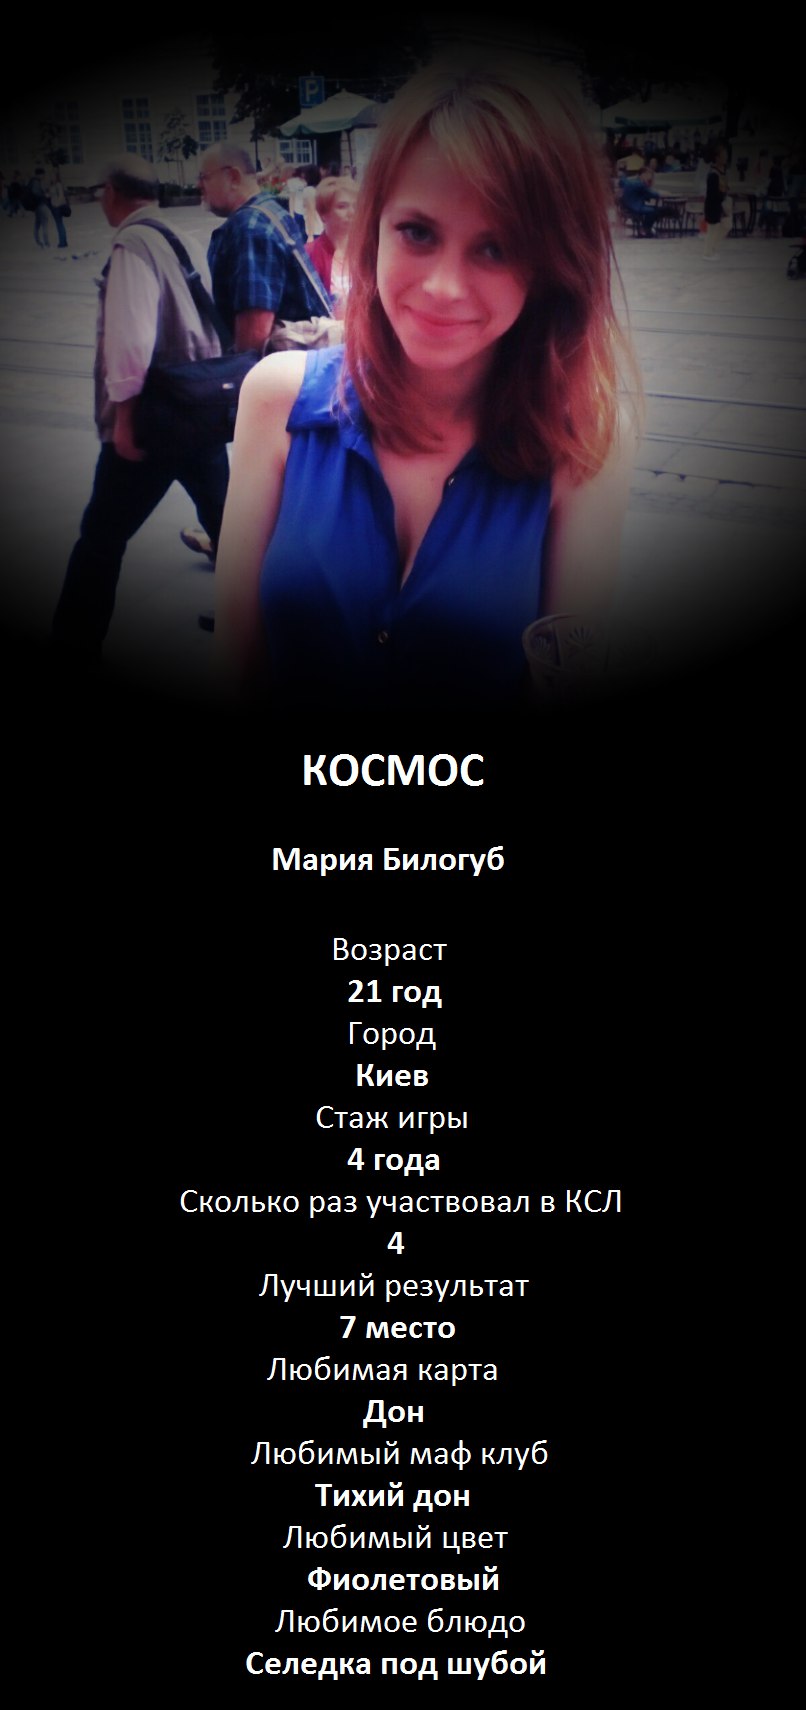 P
КОСМОС
Мария Билогуб
Возраст
21 год
Город
Киев
Стаж игры
4 года
Сколько раз участвовал в КСЛ
4
Лучший результат
7 место
Любимая карта
Дон
Любимый маф клуб
Тихий дон
Любимый цвет
Фиолетовый
Любимое блюдо
Селедка под шубой